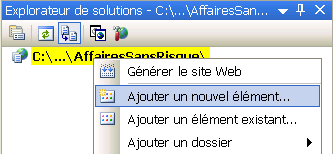 Explorateur de solutions - C:\...\AffairesSan...
C:\...\AffairesSansRisque\
Générer le site Web
Ajouter un nouvel élément...
Ajouter un élément existant...
Ajouter un dossier